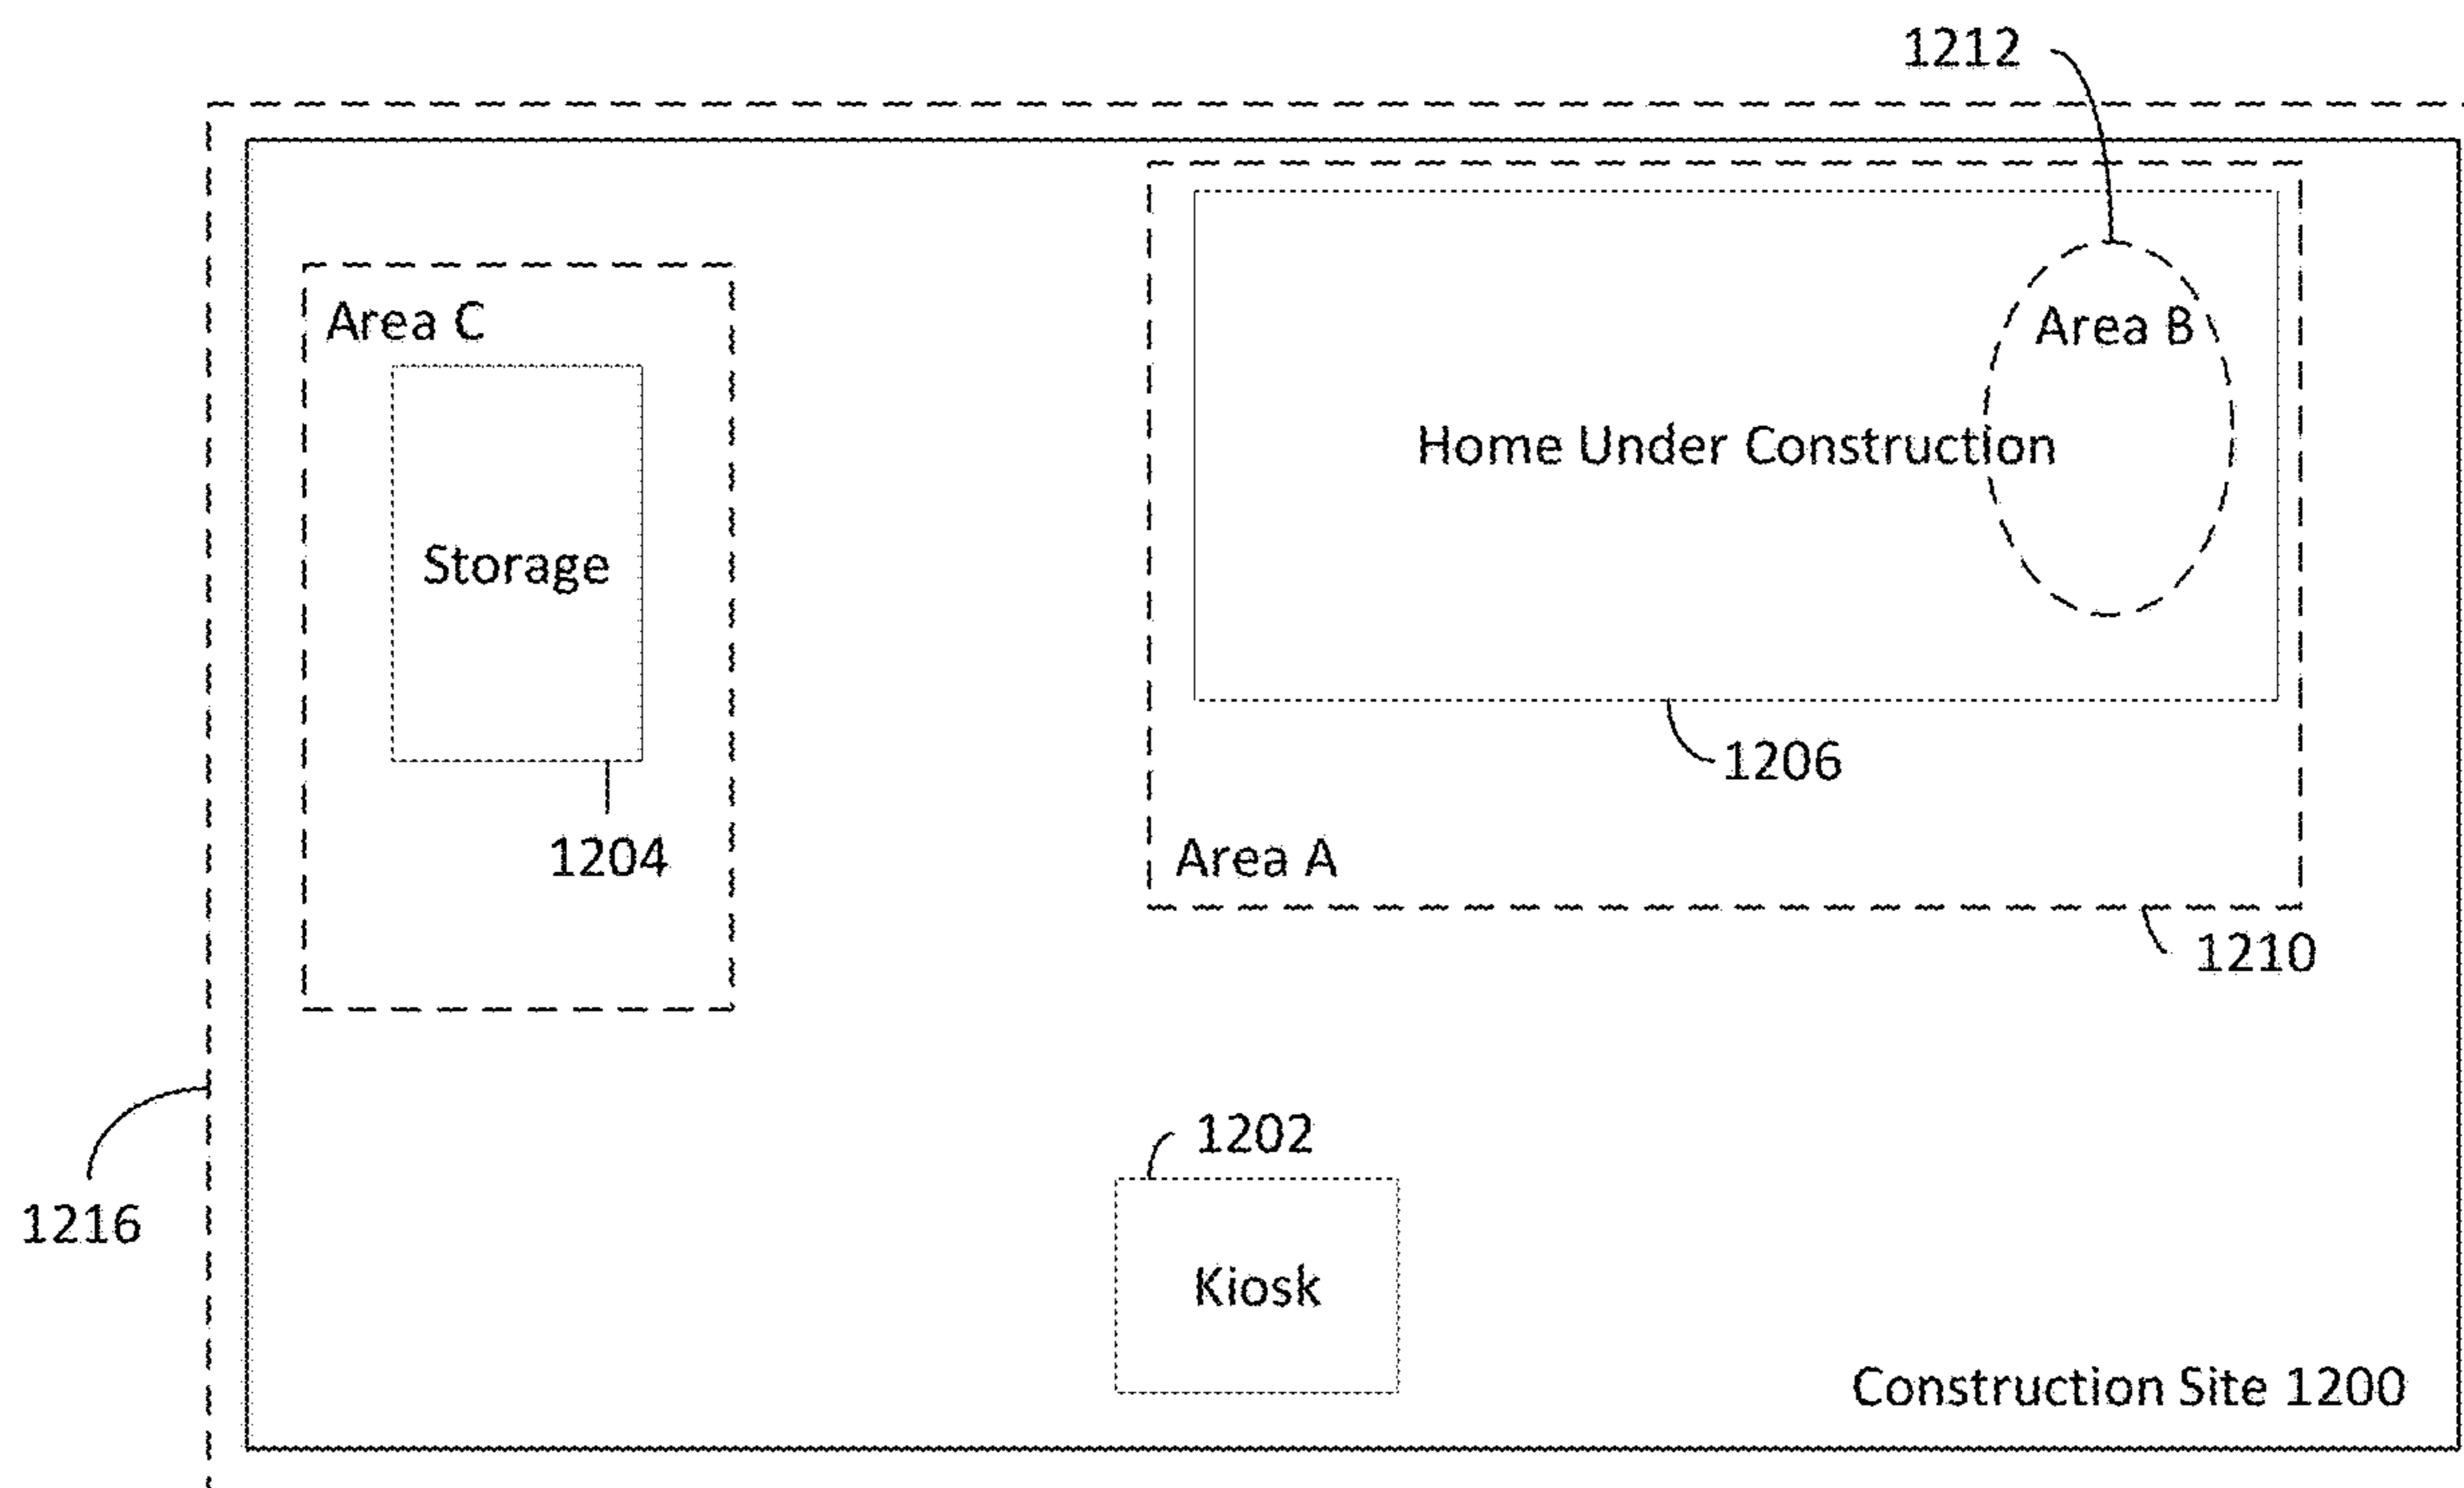 1212
Area C
Area B
Home Under Construction
Storage
1206
1204
Area A
1210
1202
1216
Kiosk
Construction Site 1200